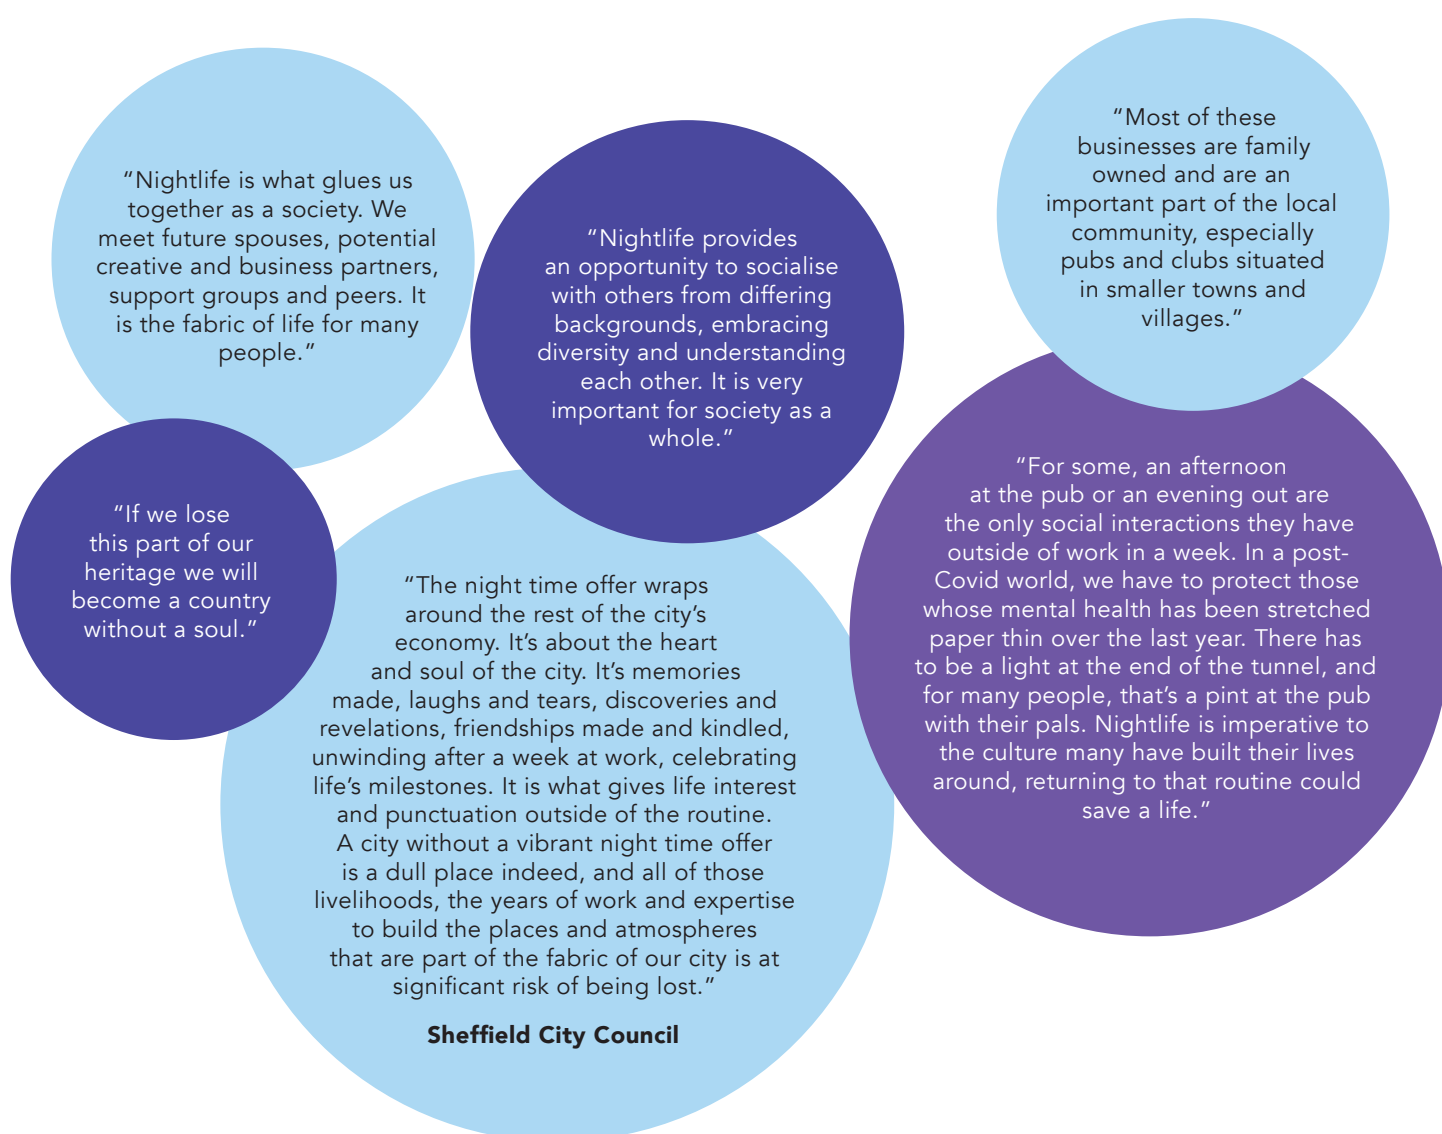 “Nightlife is what glues us
together as a society. We
meet future spouses, potential
creative and business partners,
support groups and peers. It
is the fabric of life for many
people.”
“Nightlife provides
an opportunity to socialise
with others from differing
backgrounds, embracing
diversity and understanding
each other. It is very
important for society as a
whole.”
“Most of these
businesses are family
owned and are an
important part of the local
community, especially
pubs and clubs situated
in smaller towns and
villages.”
“If we lose
this part of our
heritage we will
become a country
without a soul.”
“The night time offer wraps
around the rest of the city’s
economy. It’s about the heart
and soul of the city. It’s memories
made, laughs and tears, discoveries and
revelations, friendships made and kindled,
unwinding after a week at work, celebrating
life’s milestones. It is what gives life interest
and punctuation outside of the routine.
A city without a vibrant night time offer
is a dull place indeed, and all of those
livelihoods, the years of work and expertise
to build the places and atmospheres
that are part of the fabric of our city is at
significant risk of being lost.”
Sheffield City Council
“For some, an afternoon
at the pub or an evening out are
the only social interactions they have
outside of work in a week. In a post-
Covid world, we have to protect those
whose mental health has been stretched
paper thin over the last year. There has
to be a light at the end of the tunnel, and
for many people, that’s a pint at the pub
with their pals. Nightlife is imperative to
the culture many have built their lives
around, returning to that routine could
save a life.”